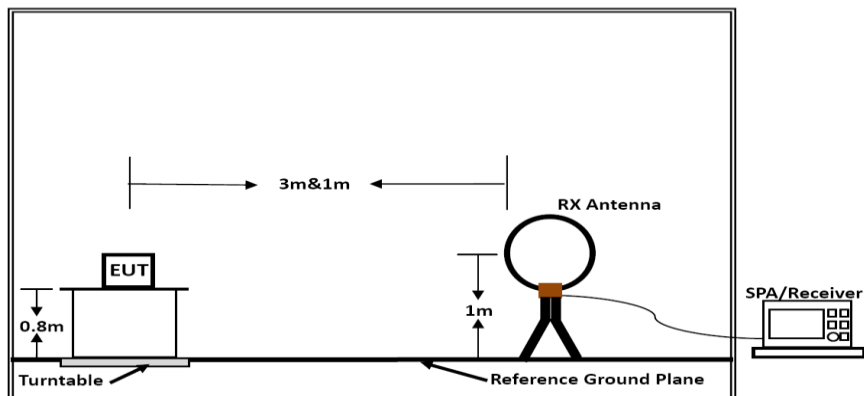 3m&1m
RX Antenna
EUT
SPA/Receiver
0.8m
1m
Turntable
Reference Ground Plane